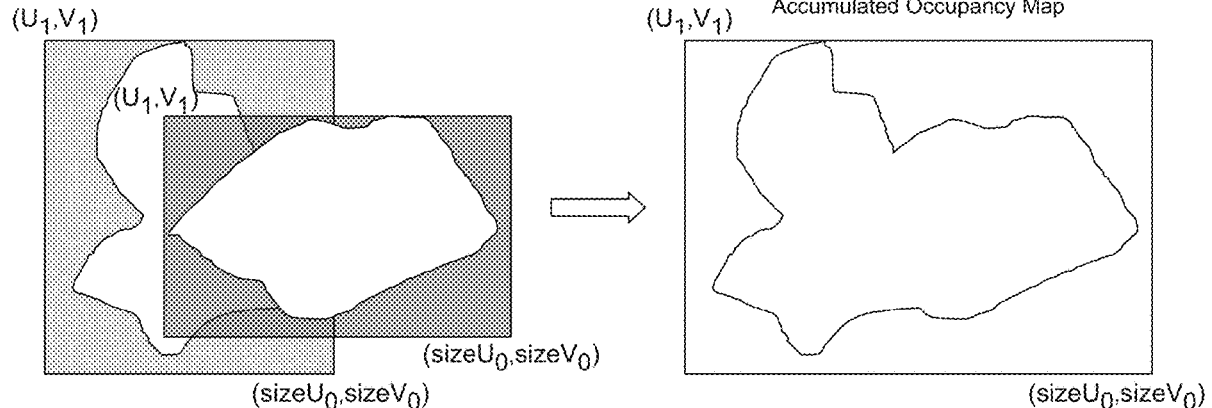 Accumulated Occupancy Map
(U₁,V₁)
(U₁,V₁)
(U₁,V₁)
(sizeU₀,sizeV₀)
(sizeU₀,sizeV₀)
(sizeU₀,sizeV₀)